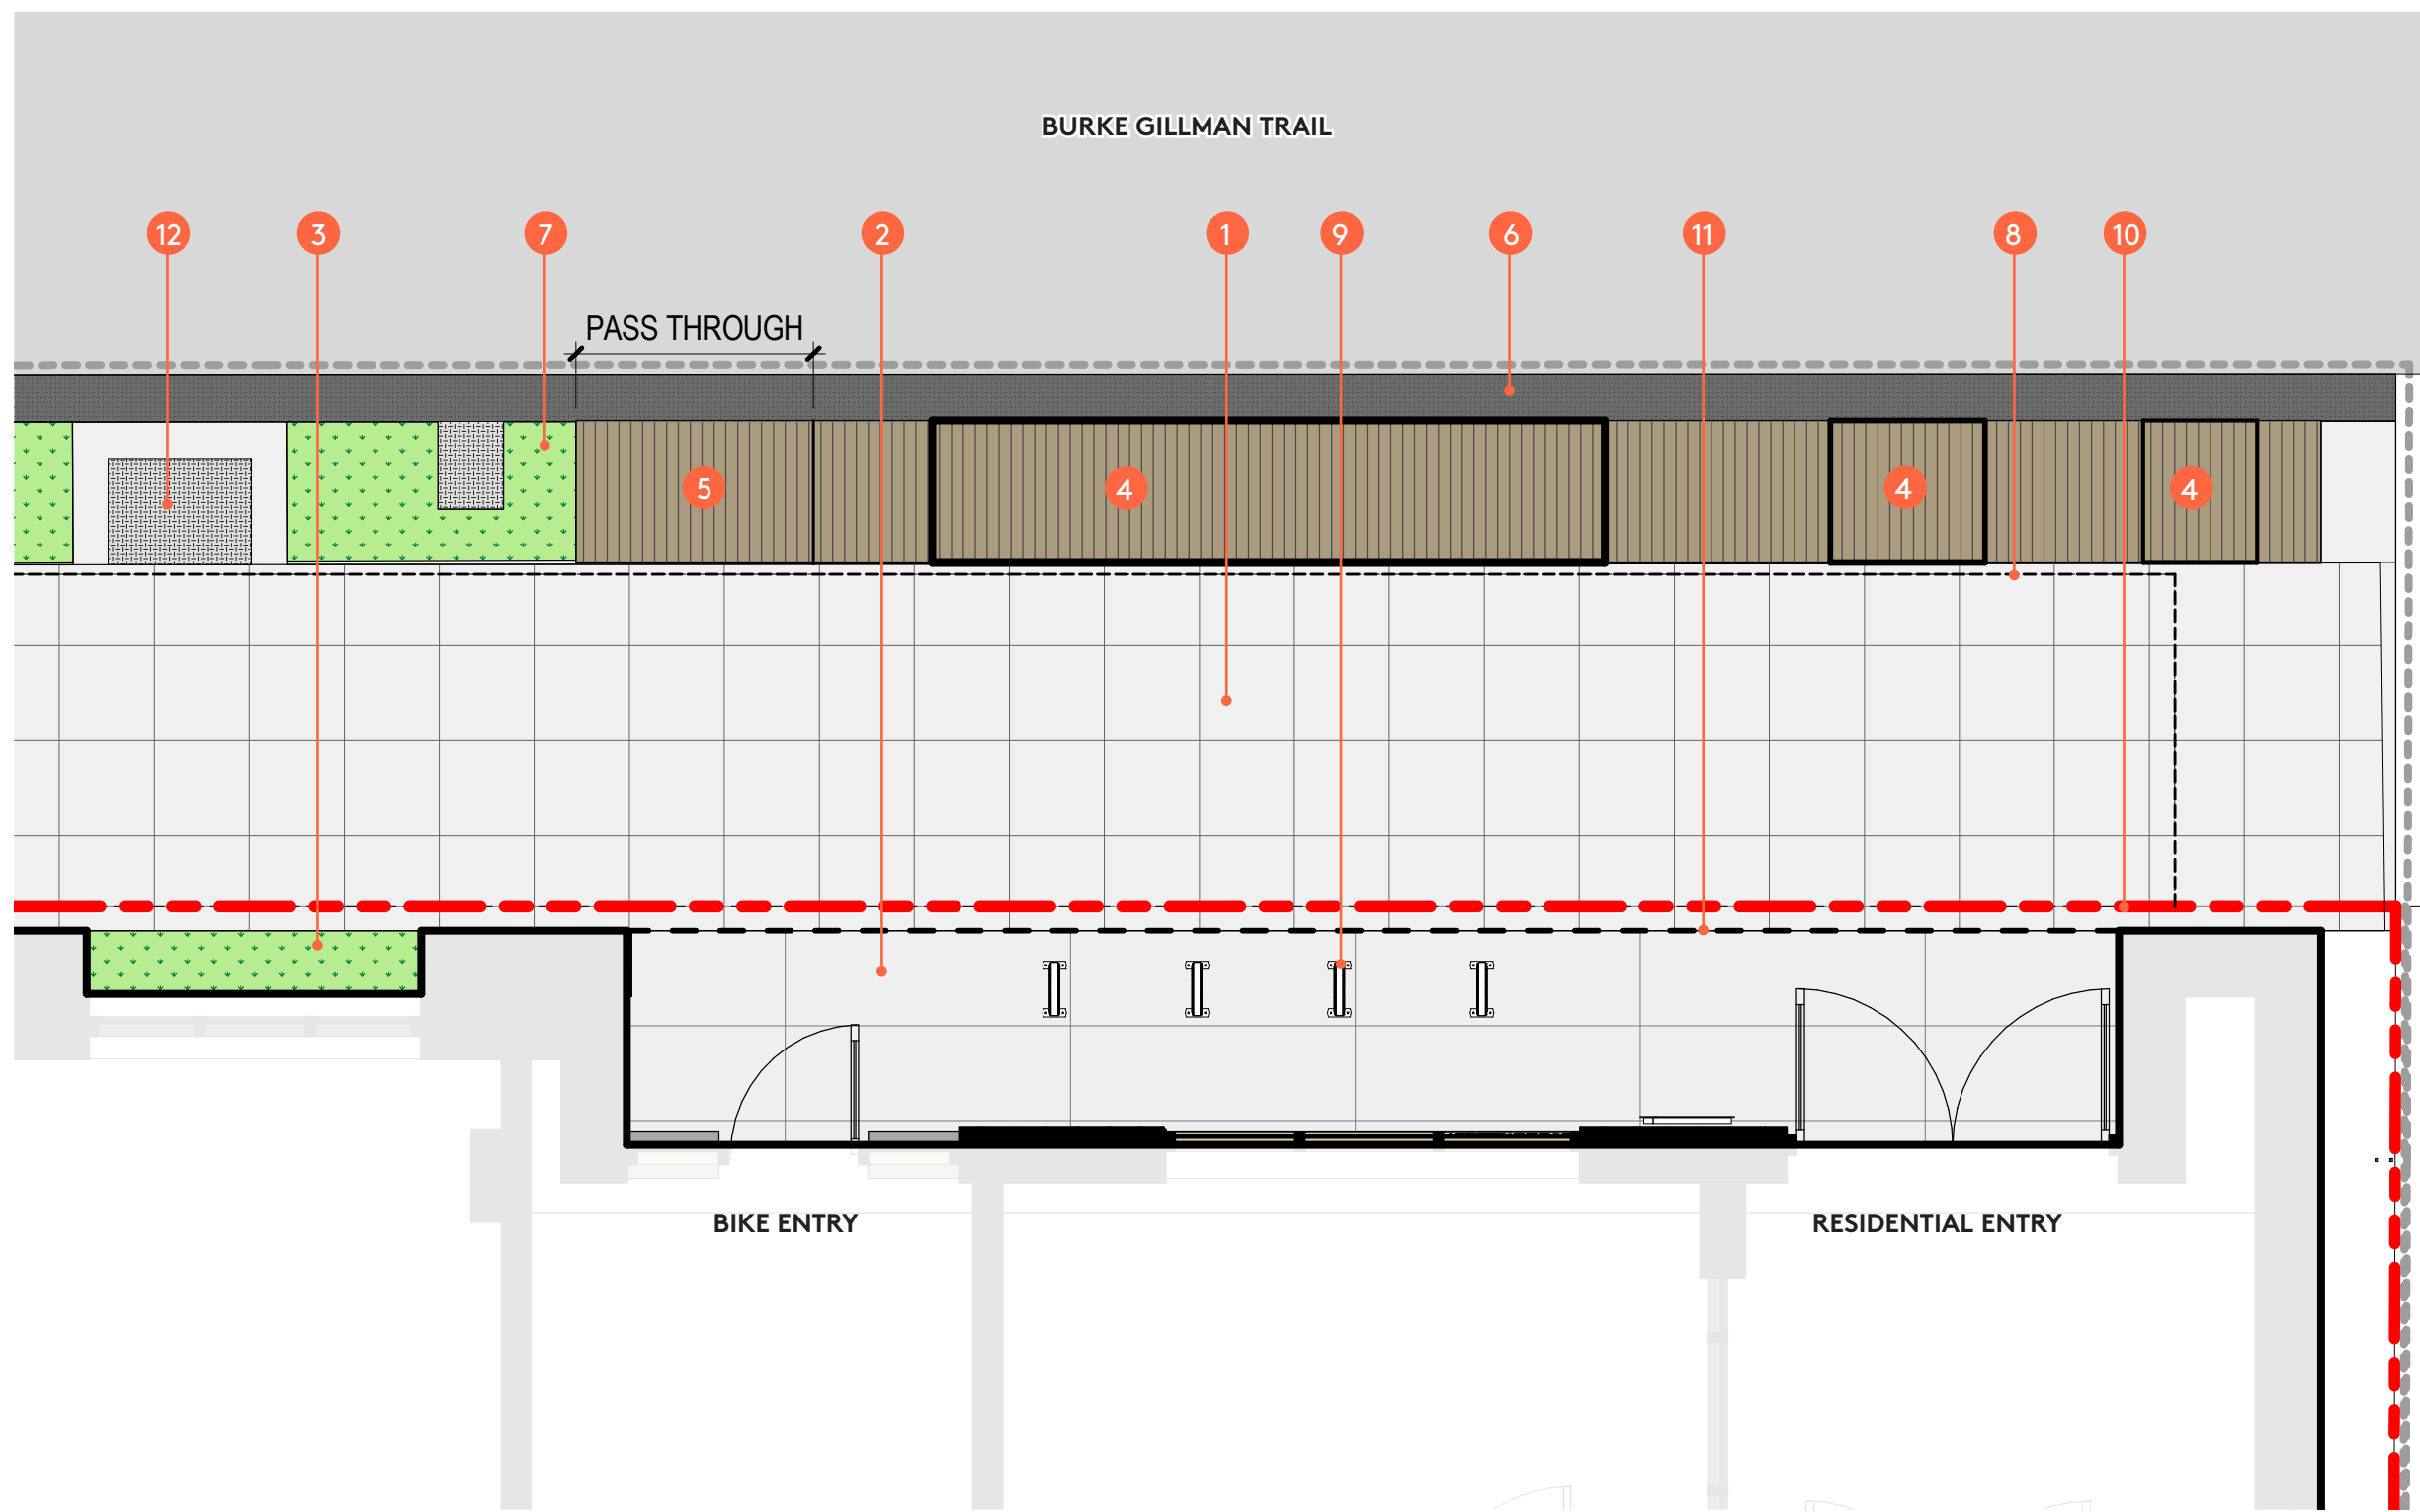 BURKE GILLMAN TRAIL
12 3 7 2 1 9 6 11 8 10
PASS THROUGH
5 4 4 4
BIKE ENTRY RESIDENTIAL ENTRY